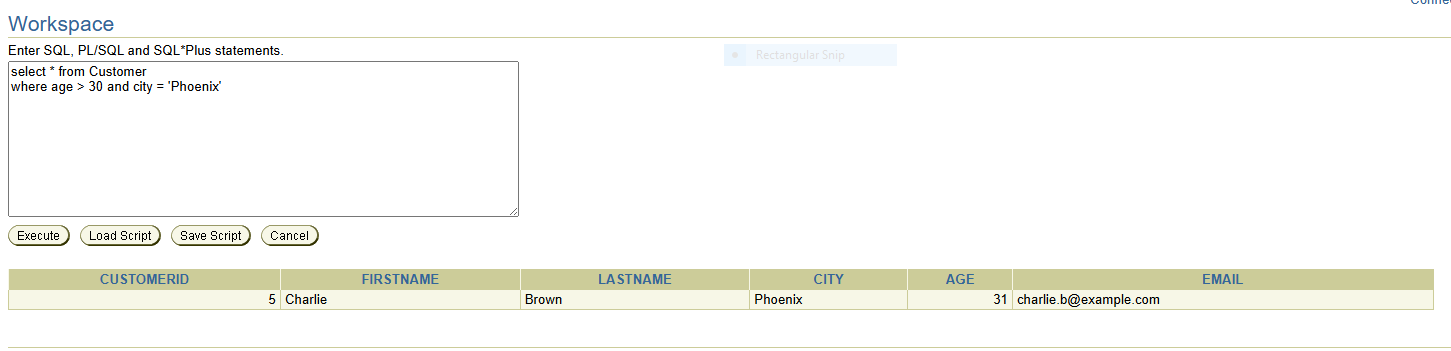 Workspace
Enter SQL, PL/SQL and SQL*Plus statements.
Rectangular Snip
select * from Customer
where age > 30 and city = 'Phoenix'
Execute Load Script Save Script Cancel
CUSTOMERID FIRSTNAME LASTNAME CITY AGE EMAIL
5 Charlie Brown Phoenix 31 charlie.b@example.com